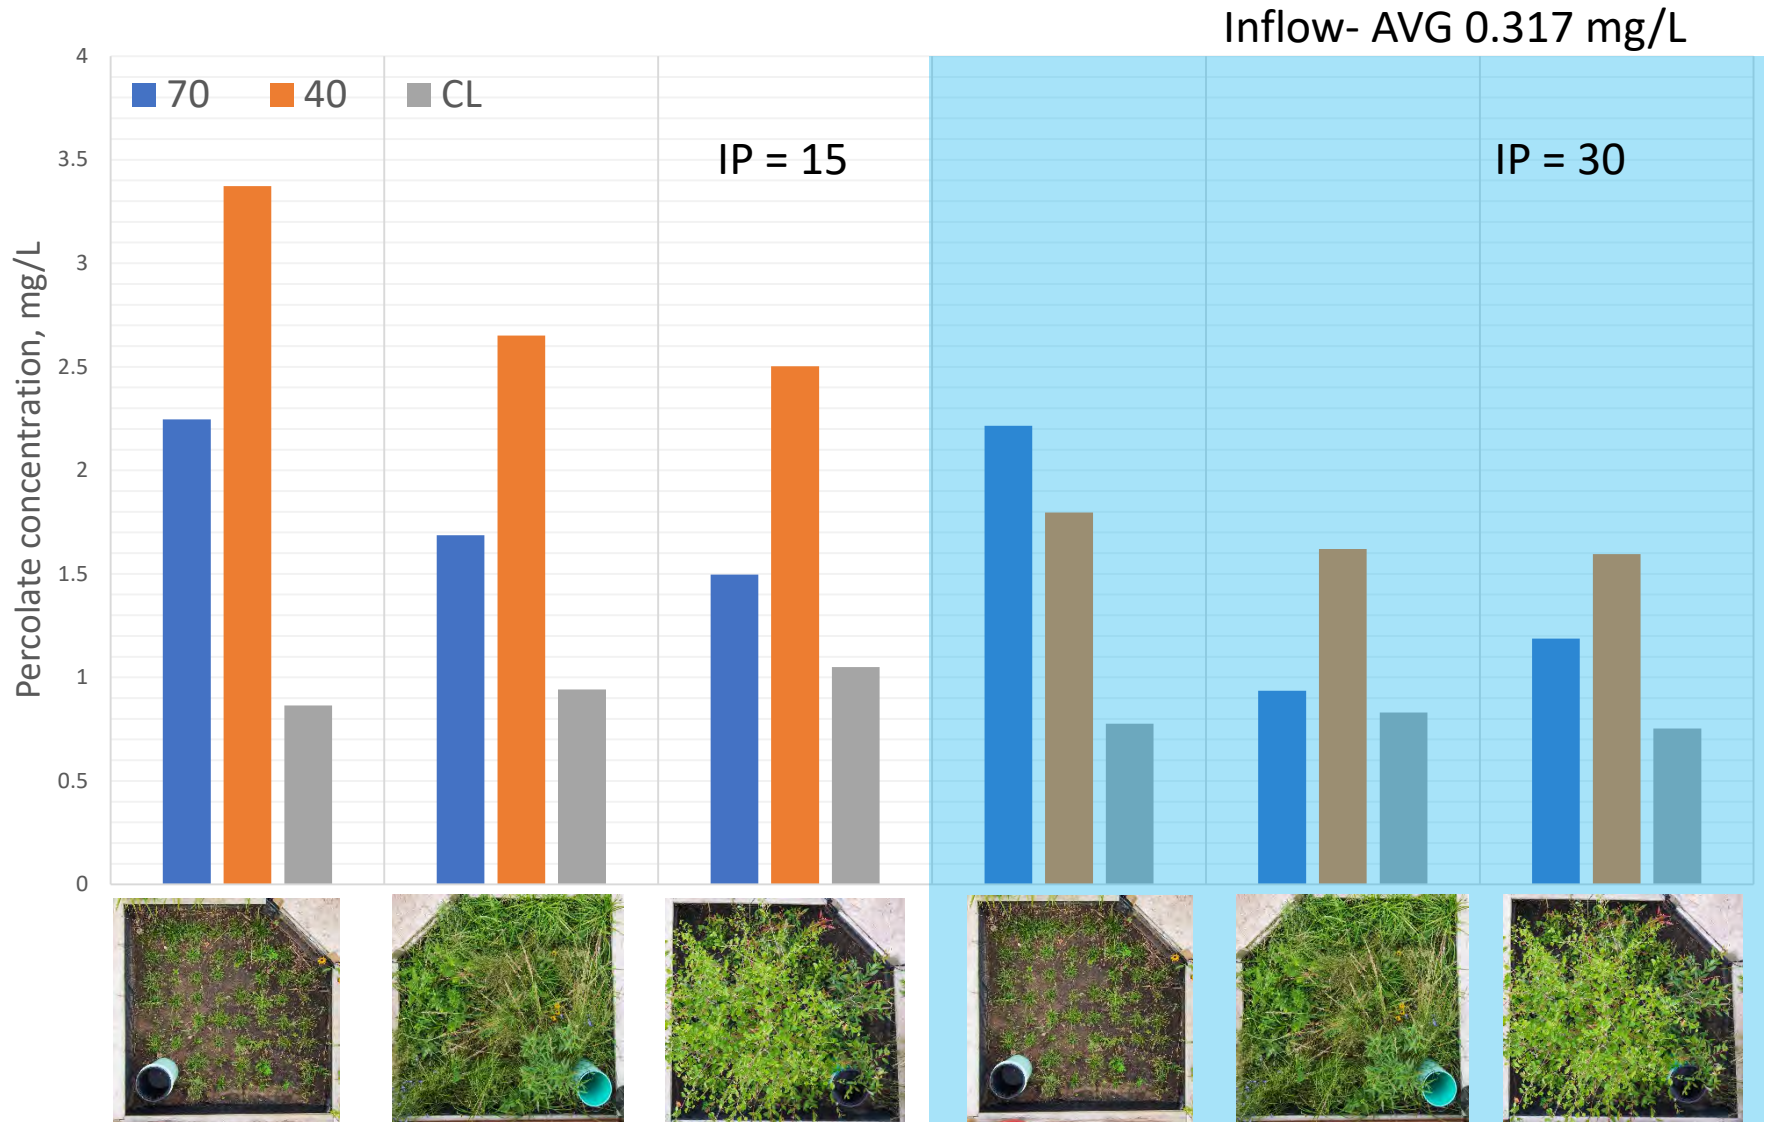 Inflow- AVG 0.317 mg/L
4
3.5
3
2.5
2
1.5
1
0.5
0
Percolate concentration, mg/L
70
40
CL
IP = 15
IP = 30